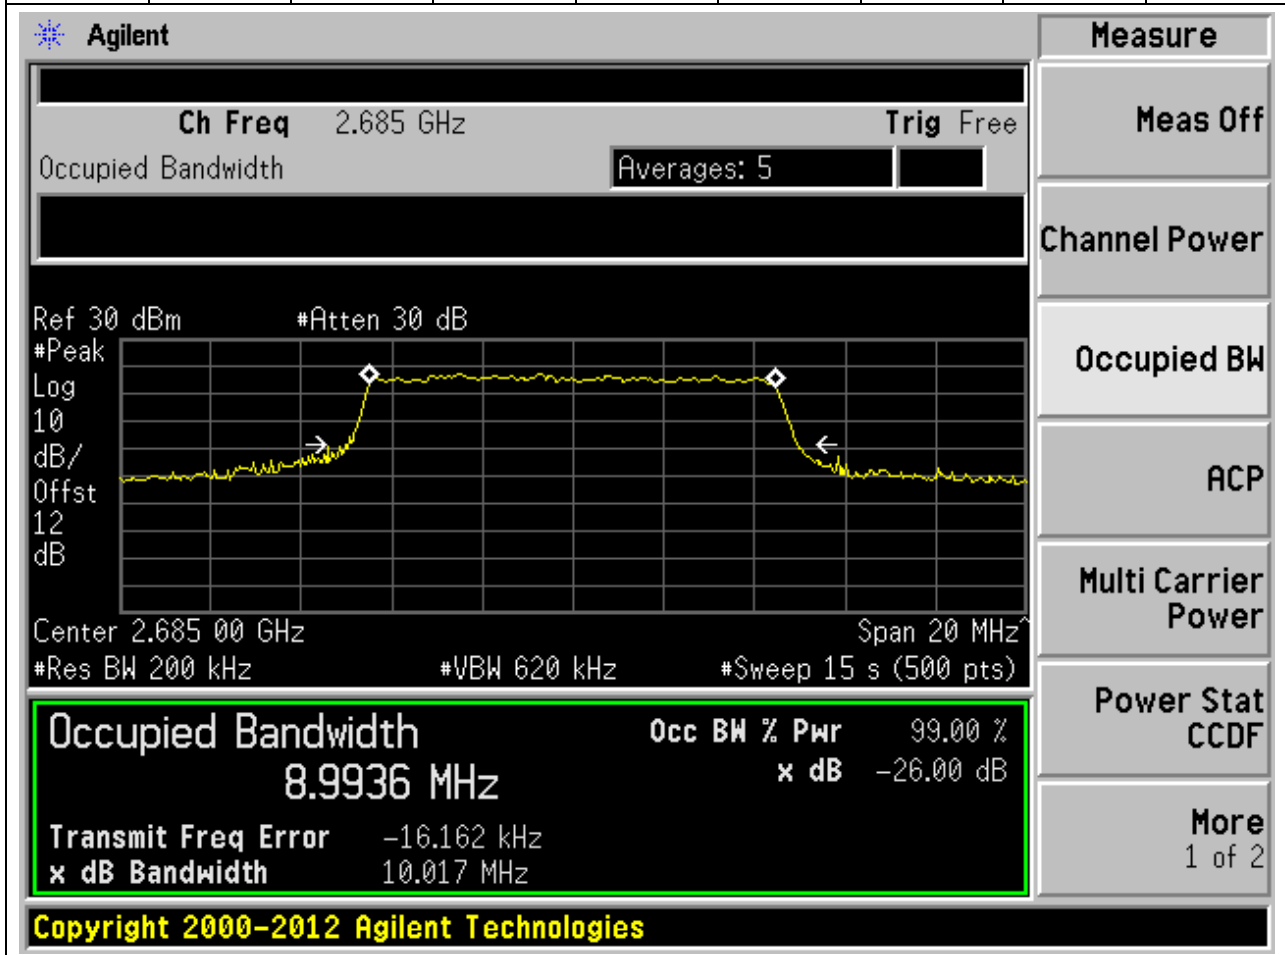 Agilent
Measure
Ch Freq 2.685 GHz Trig Free
Occupied Bandwidth Averages: 5
Meas Off
Channel Power
Occupied BW
ACP
Multi Carrier
Power
Power Stat
CCDF
More
1 of 2
Ref 30 dBm #Atten 30 dB
#Peak
Log
10
dB/
Offst
12
dB
Center 2.685 00 GHz Span 20 MHz^
#Res BW 200 kHz #VBW 620 kHz #Sweep 15 s (500 pts)
Occupied Bandwidth Occ BW % Pwr 99.00 %
8.9936 MHz x dB -26.00 dB
Transmit Freq Error -16.162 kHz
x dB Bandwidth 10.017 MHz
Copyright 2000-2012 Agilent Technologies